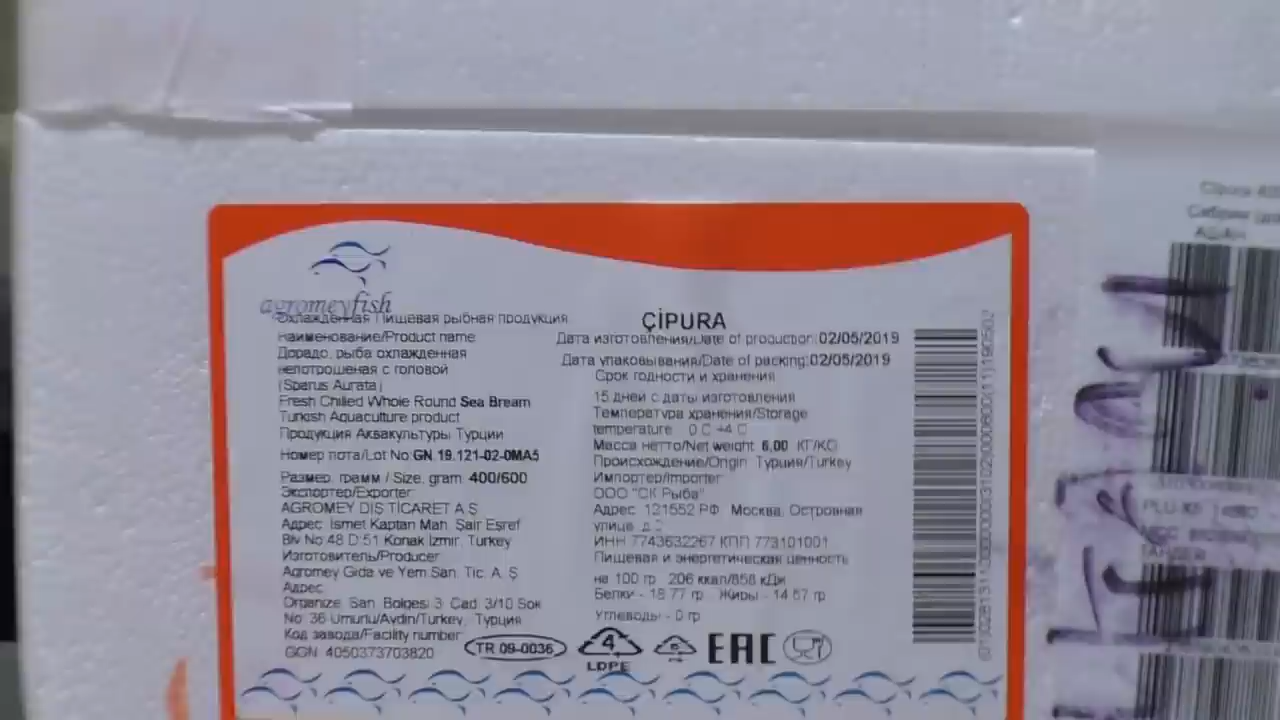 agromeyfish
Охлажденная Пищевая рыбная продукция
Наименование/Product name
Дорадо, рыба охлажденная
непотрошеная с головой
(Sparus Aurata)
Fresh Chilled Whole Round Sea Bream
Turkish Aquaculture product
Продукция Аквакультуры Турции
Номер лота/Lot No: GN 19.121-02-0MA5
Размер, грамм / Size, gram 400/600
Экспортер/Exporter:
AGROMEY DIŞ TİCARET A.Ş
Адрес: Ismet Kaptan Mah. Şair Eşref
Blv No:48 D:51 Konak Izmir, Turkey
Изготовитель/Producer
Agromey Gıda ve Yem San. Tic. A. Ş
Адрес
Organize San. Bolgesi 3. Cad. 3/10 Sok
No: 36 Umurlu/Aydin/Turkey, Турция
Код завода/Facility number:
GGN 4050373703820
TR 09-0036
ÇİPURA
Дата изготовления/Date of production: 02/05/2019
Дата упаковывания/Date of packing: 02/05/2019
Срок годности и хранения
15 дней с даты изготовления
Температура хранения/Storage
temperature 0 C +4 C
Масса нетто/Net weight 6,00 КГ/KG
Происхождение/Origin Турция/Turkey
Импортер/Importer
ООО "СК Рыба"
Адрес: 121552 РФ Москва, Островная
улица, д.2
ИНН 7743632267 КПП 773101001
Пищевая и энергетическая ценность
на 100 гр 206 ккал/858 кДж
Белки - 18.77 гр Жиры - 14.57 гр
Углеводы - 0 гр
4
LDPE
EAC